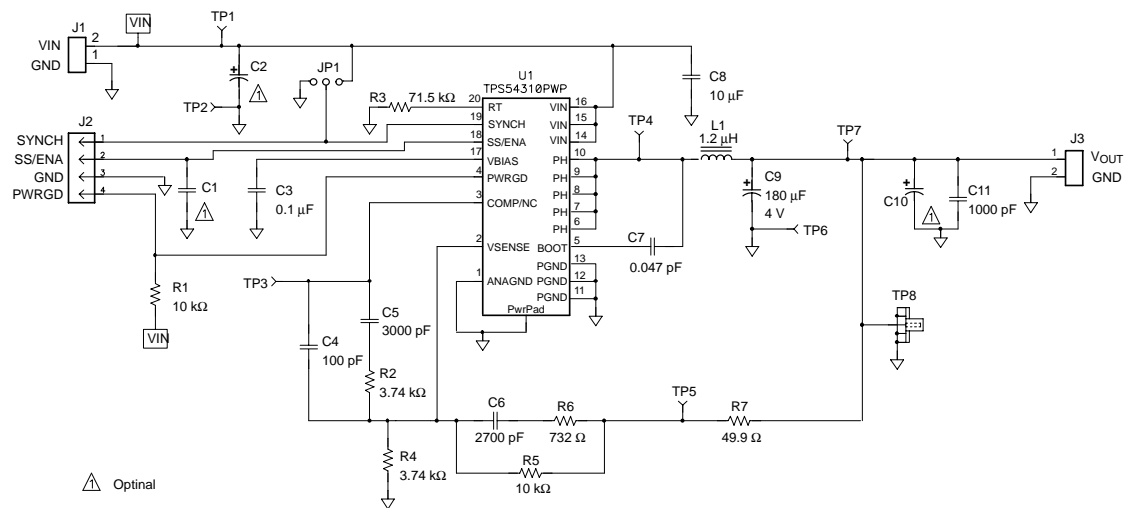 TP1
VIN
J1
VIN 2
GND 1
C2
1
TP2
JP1
U1
TPS54310PWP
C8
10 µF
R3 71.5 kΩ
J2
SYNCH 1
SS/ENA 2
GND 3
PWRGD 4
C1
1
C3
0.1 µF
20 RT
19 SYNCH
18 SS/ENA
17 VBIAS
4 PWRGD
3 COMP/NC
2 VSENSE
1 ANAGND
VIN 16
VIN 15
VIN 14
PH 10
PH 9
PH 8
PH 7
PH 6
BOOT 5
PGND 13
PGND 12
PGND 11
PwrPad
TP4
L1
1.2 µH
TP7
J3
1 VOUT
2 GND
C9
180 µF
4 V
TP6
C10
1
C11
1000 pF
C7
0.047 pF
TP3
R1
10 kΩ
VIN
C5
3000 pF
C4
100 pF
R2
3.74 kΩ
TP8
C6
2700 pF
R6
732 Ω
TP5
R7
49.9 Ω
R4
3.74 kΩ
R5
10 kΩ
1 Optinal